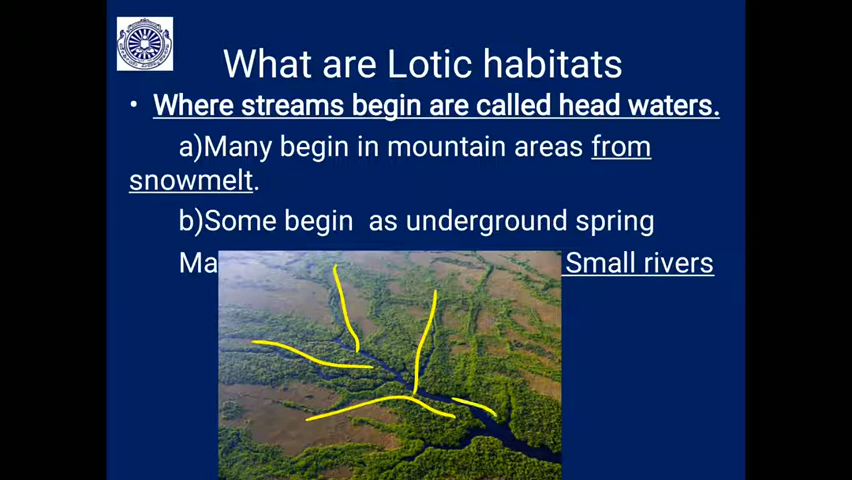 What are Lotic habitats
• Where streams begin are called head waters.
a)Many begin in mountain areas from
snowmelt.
b)Some begin as underground spring
Ma Small rivers